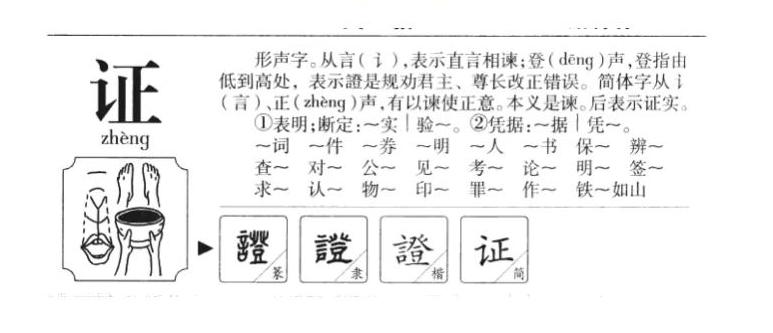 证
zhèng
形声字。从言(讠),表示直言相谏;登(dēng)声,登指由
低到高处,表示證是规劝君主、尊长改正错误。简体字从讠
(言)、正(zhèng)声,有以谏使正意。本义是谏。后表示证实。
①表明;断定:～实｜验～。②凭据:～据｜凭～。
～词 ～件 ～券 ～明 ～人 ～书 保～ 辨～
查～ 对～ 公～ 见～ 考～ 论～ 明～ 签～
求～ 认～ 物～ 印～ 罪～ 作～ 铁～如山
證 篆
證 隶
證 楷
证 简